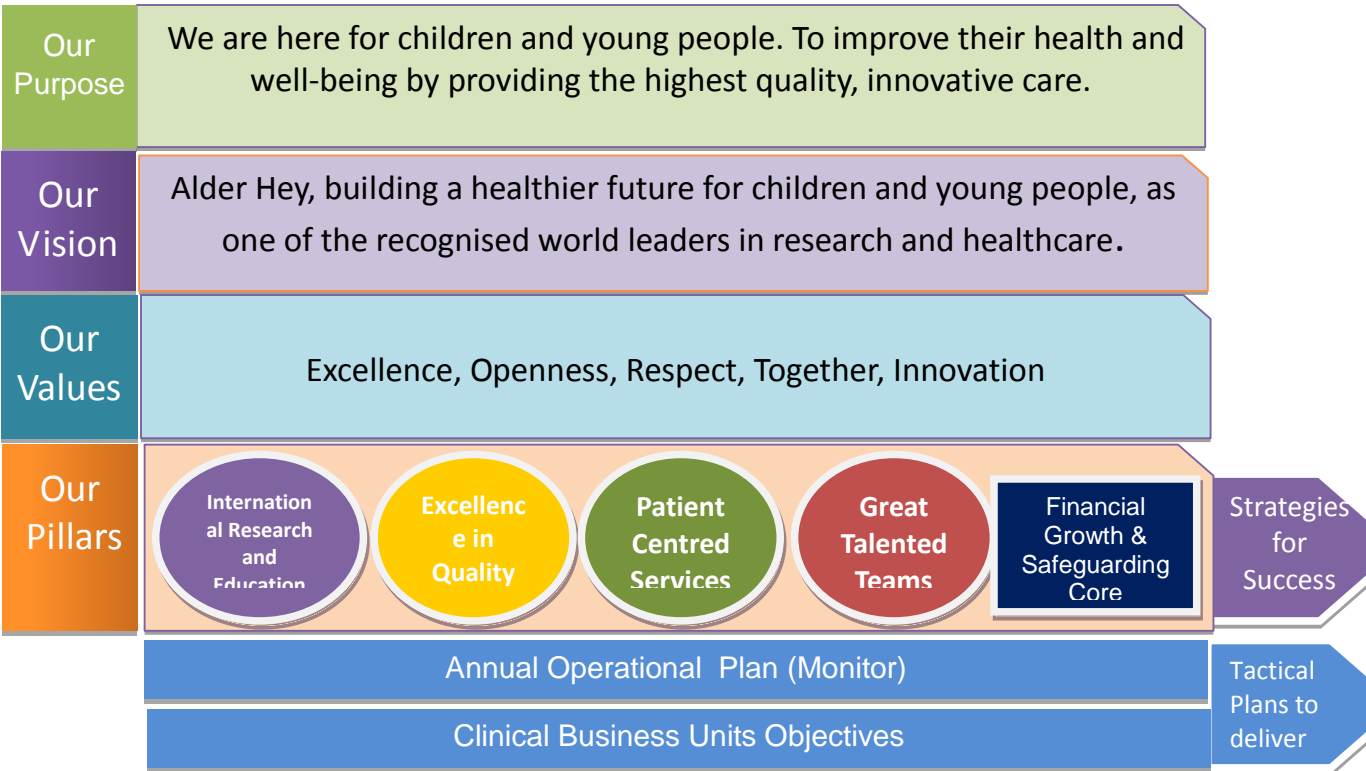 Our
Purpose
We are here for children and young people. To improve their health and
well-being by providing the highest quality, innovative care.
Our
Vision
Alder Hey, building a healthier future for children and young people, as
one of the recognised world leaders in research and healthcare.
Our
Values
Excellence, Openness, Respect, Together, Innovation
Our
Pillars
Internation
al Research
and
Education
Excellenc
e in
Quality
Patient
Centred
Services
Great
Talented
Teams
Financial
Growth &
Safeguarding
Core
Strategies
for
Success
Annual Operational Plan (Monitor)
Clinical Business Units Objectives
Tactical
Plans to
deliver